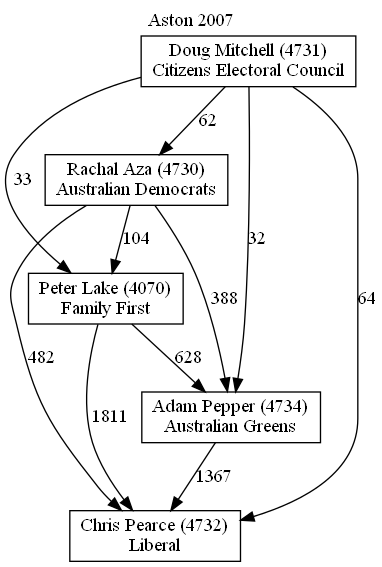 Aston 2007
Doug Mitchell (4731)
Citizens Electoral Council
62
Rachal Aza (4730)
Australian Democrats
33
104
32
Peter Lake (4070)
Family First
388
64
482
628
1811
Adam Pepper (4734)
Australian Greens
1367
Chris Pearce (4732)
Liberal